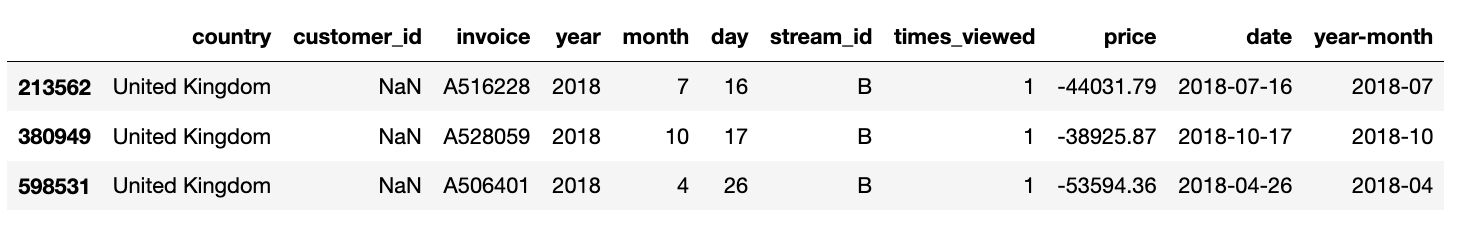 country customer_id invoice year month day stream_id times_viewed price date year-month
213562 United Kingdom NaN A516228 2018 7 16 B 1 -44031.79 2018-07-16 2018-07
380949 United Kingdom NaN A528059 2018 10 17 B 1 -38925.87 2018-10-17 2018-10
598531 United Kingdom NaN A506401 2018 4 26 B 1 -53594.36 2018-04-26 2018-04